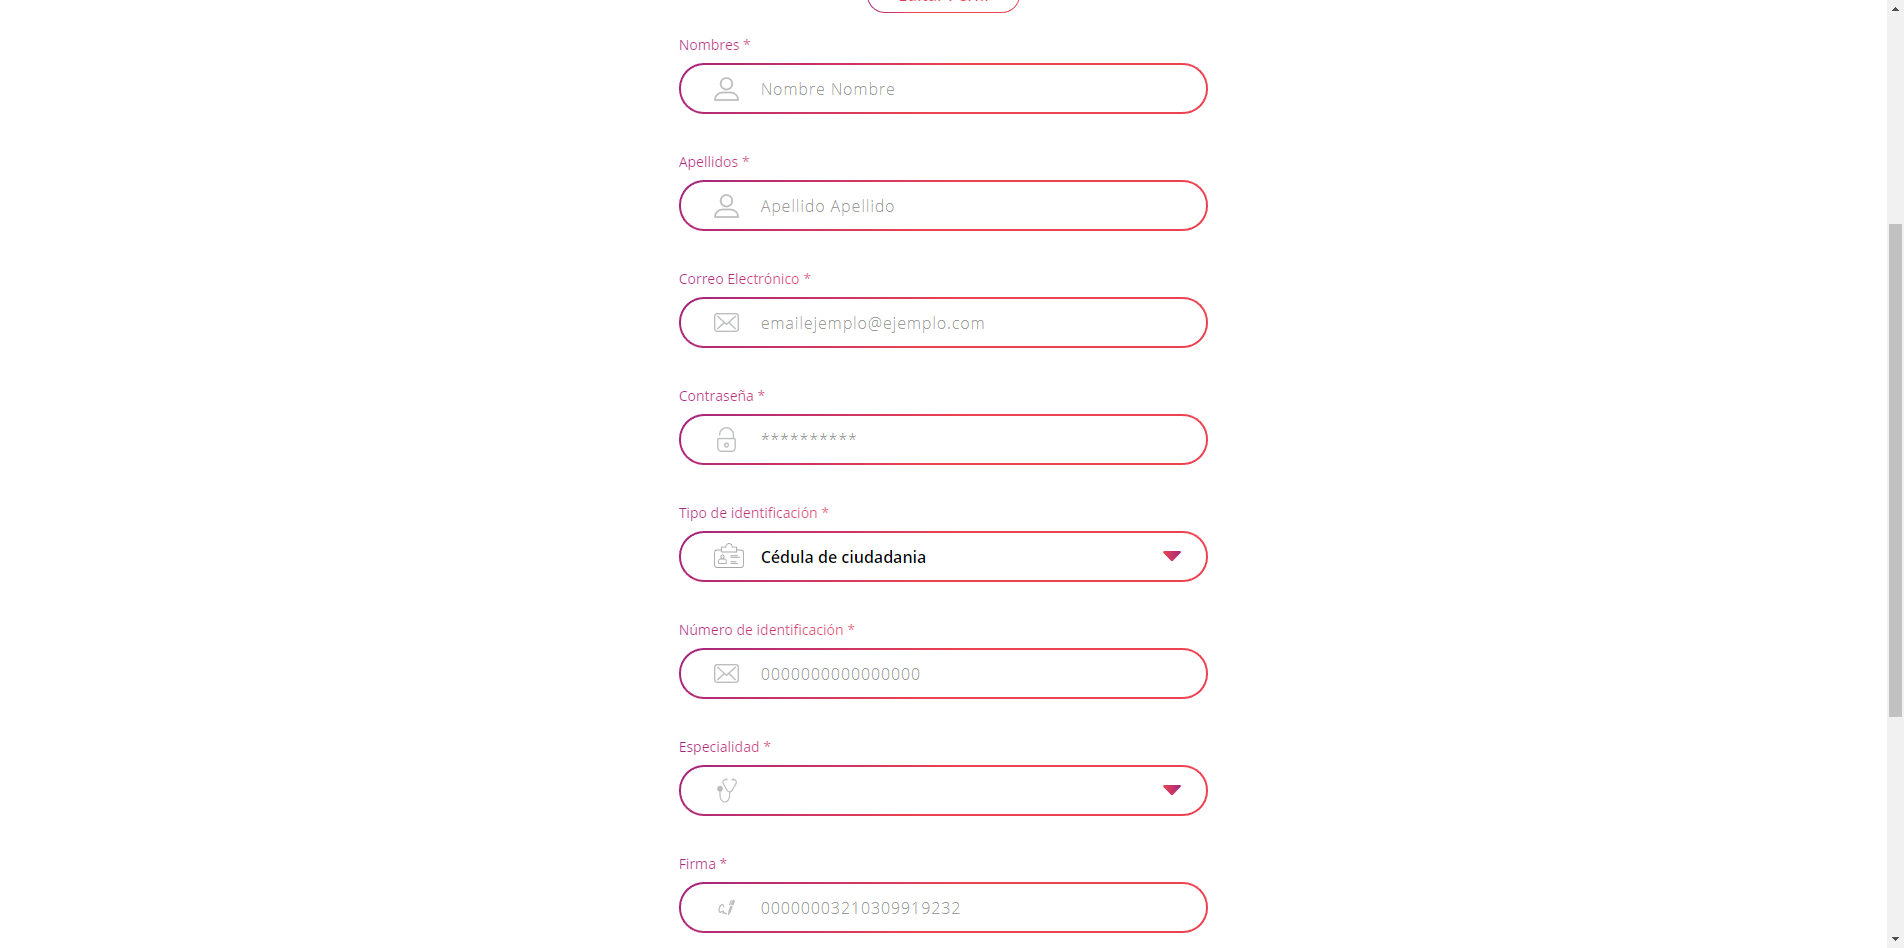 Nombres *
Nombre Nombre
Apellidos *
Apellido Apellido
Correo Electrónico *
emailejemplo@ejemplo.com
Contraseña *
**********
Tipo de identificación *
Cédula de ciudadania
Número de identificación *
0000000000000000
Especialidad *
Firma *
00000003210309919232